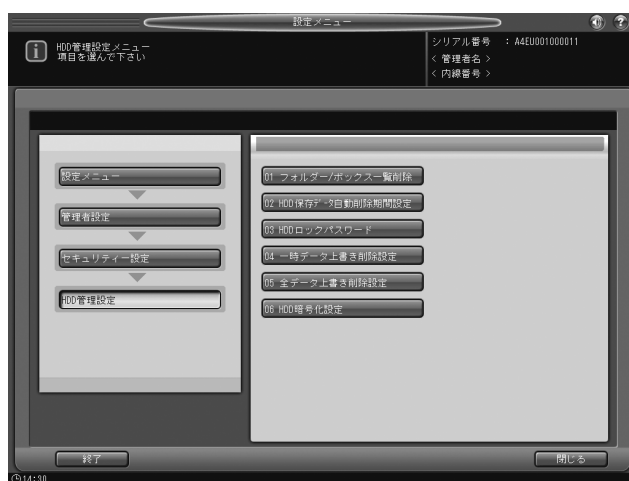 設定メニュー
HDD管理設定メニュー
項目を選んで下さい
シリアル番号 : A4EU001000011
< 管理者名 >
< 内線番号 >
設定メニュー
管理者設定
セキュリティー設定
HDD管理設定
01 フォルダー/ボックス一覧削除
02 HDD保存データ自動削除期間設定
03 HDDロックパスワード
04 一時データ上書き削除設定
05 全データ上書き削除設定
06 HDD暗号化設定
終了
閉じる
14:30